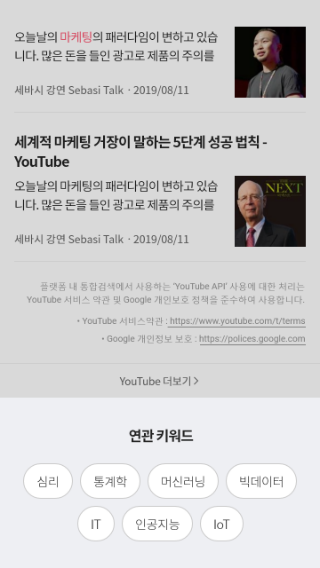 오늘날의 마케팅의 패러다임이 변하고 있습
니다. 많은 돈을 들인 광고로 제품의 주의를
세바시 강연 Sebasi Talk · 2019/08/11
세계적 마케팅 거장이 말하는 5단계 성공 법칙 -
YouTube
오늘날의 마케팅의 패러다임이 변하고 있습
니다. 많은 돈을 들인 광고로 제품의 주의를
NEXT
세바시 강연 Sebasi Talk · 2019/08/11
플랫폼 내 통합검색에서 사용하는 'YouTube API' 사용에 대한 처리는
YouTube 서비스 약관 및 Google 개인보호 정책을 준수하여 사용합니다.
• YouTube 서비스약관 : https://www.youtube.com/t/terms
• Google 개인정보 보호 : https://polices.google.com
YouTube 더보기 >
연관 키워드
심리 통계학 머신러닝 빅데이터
IT 인공지능 IoT